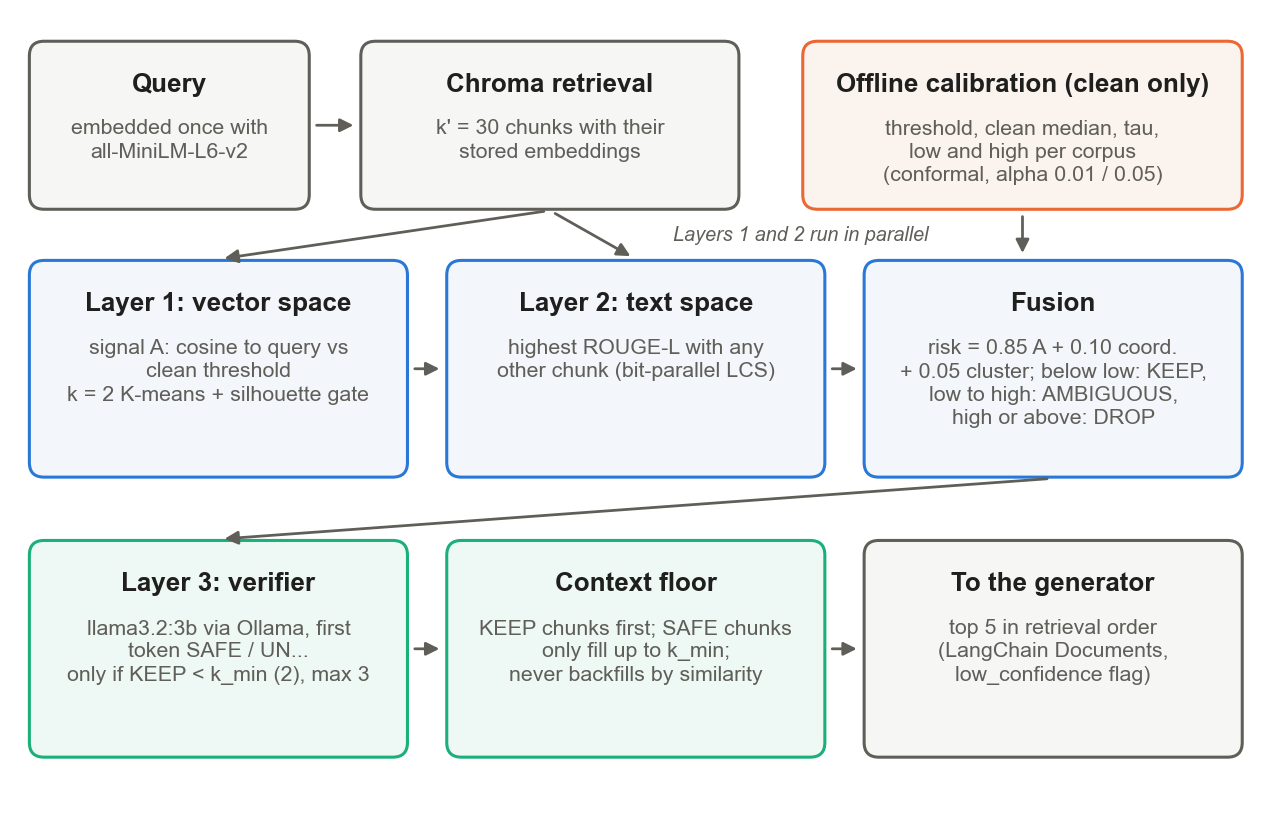 Query
embedded once with
all-MiniLM-L6-v2
Chroma retrieval
k' = 30 chunks with their
stored embeddings
Offline calibration (clean only)
threshold, clean median, tau,
low and high per corpus
(conformal, alpha 0.01 / 0.05)
Layers 1 and 2 run in parallel
Layer 1: vector space
signal A: cosine to query vs
clean threshold
k = 2 K-means + silhouette gate
Layer 2: text space
highest ROUGE-L with any
other chunk (bit-parallel LCS)
Fusion
risk = 0.85 A + 0.10 coord.
+ 0.05 cluster; below low: KEEP,
low to high: AMBIGUOUS,
high or above: DROP
Layer 3: verifier
llama3.2:3b via Ollama, first
token SAFE / UN...
only if KEEP < k_min (2), max 3
Context floor
KEEP chunks first; SAFE chunks
only fill up to k_min;
never backfills by similarity
To the generator
top 5 in retrieval order
(LangChain Documents,
low_confidence flag)